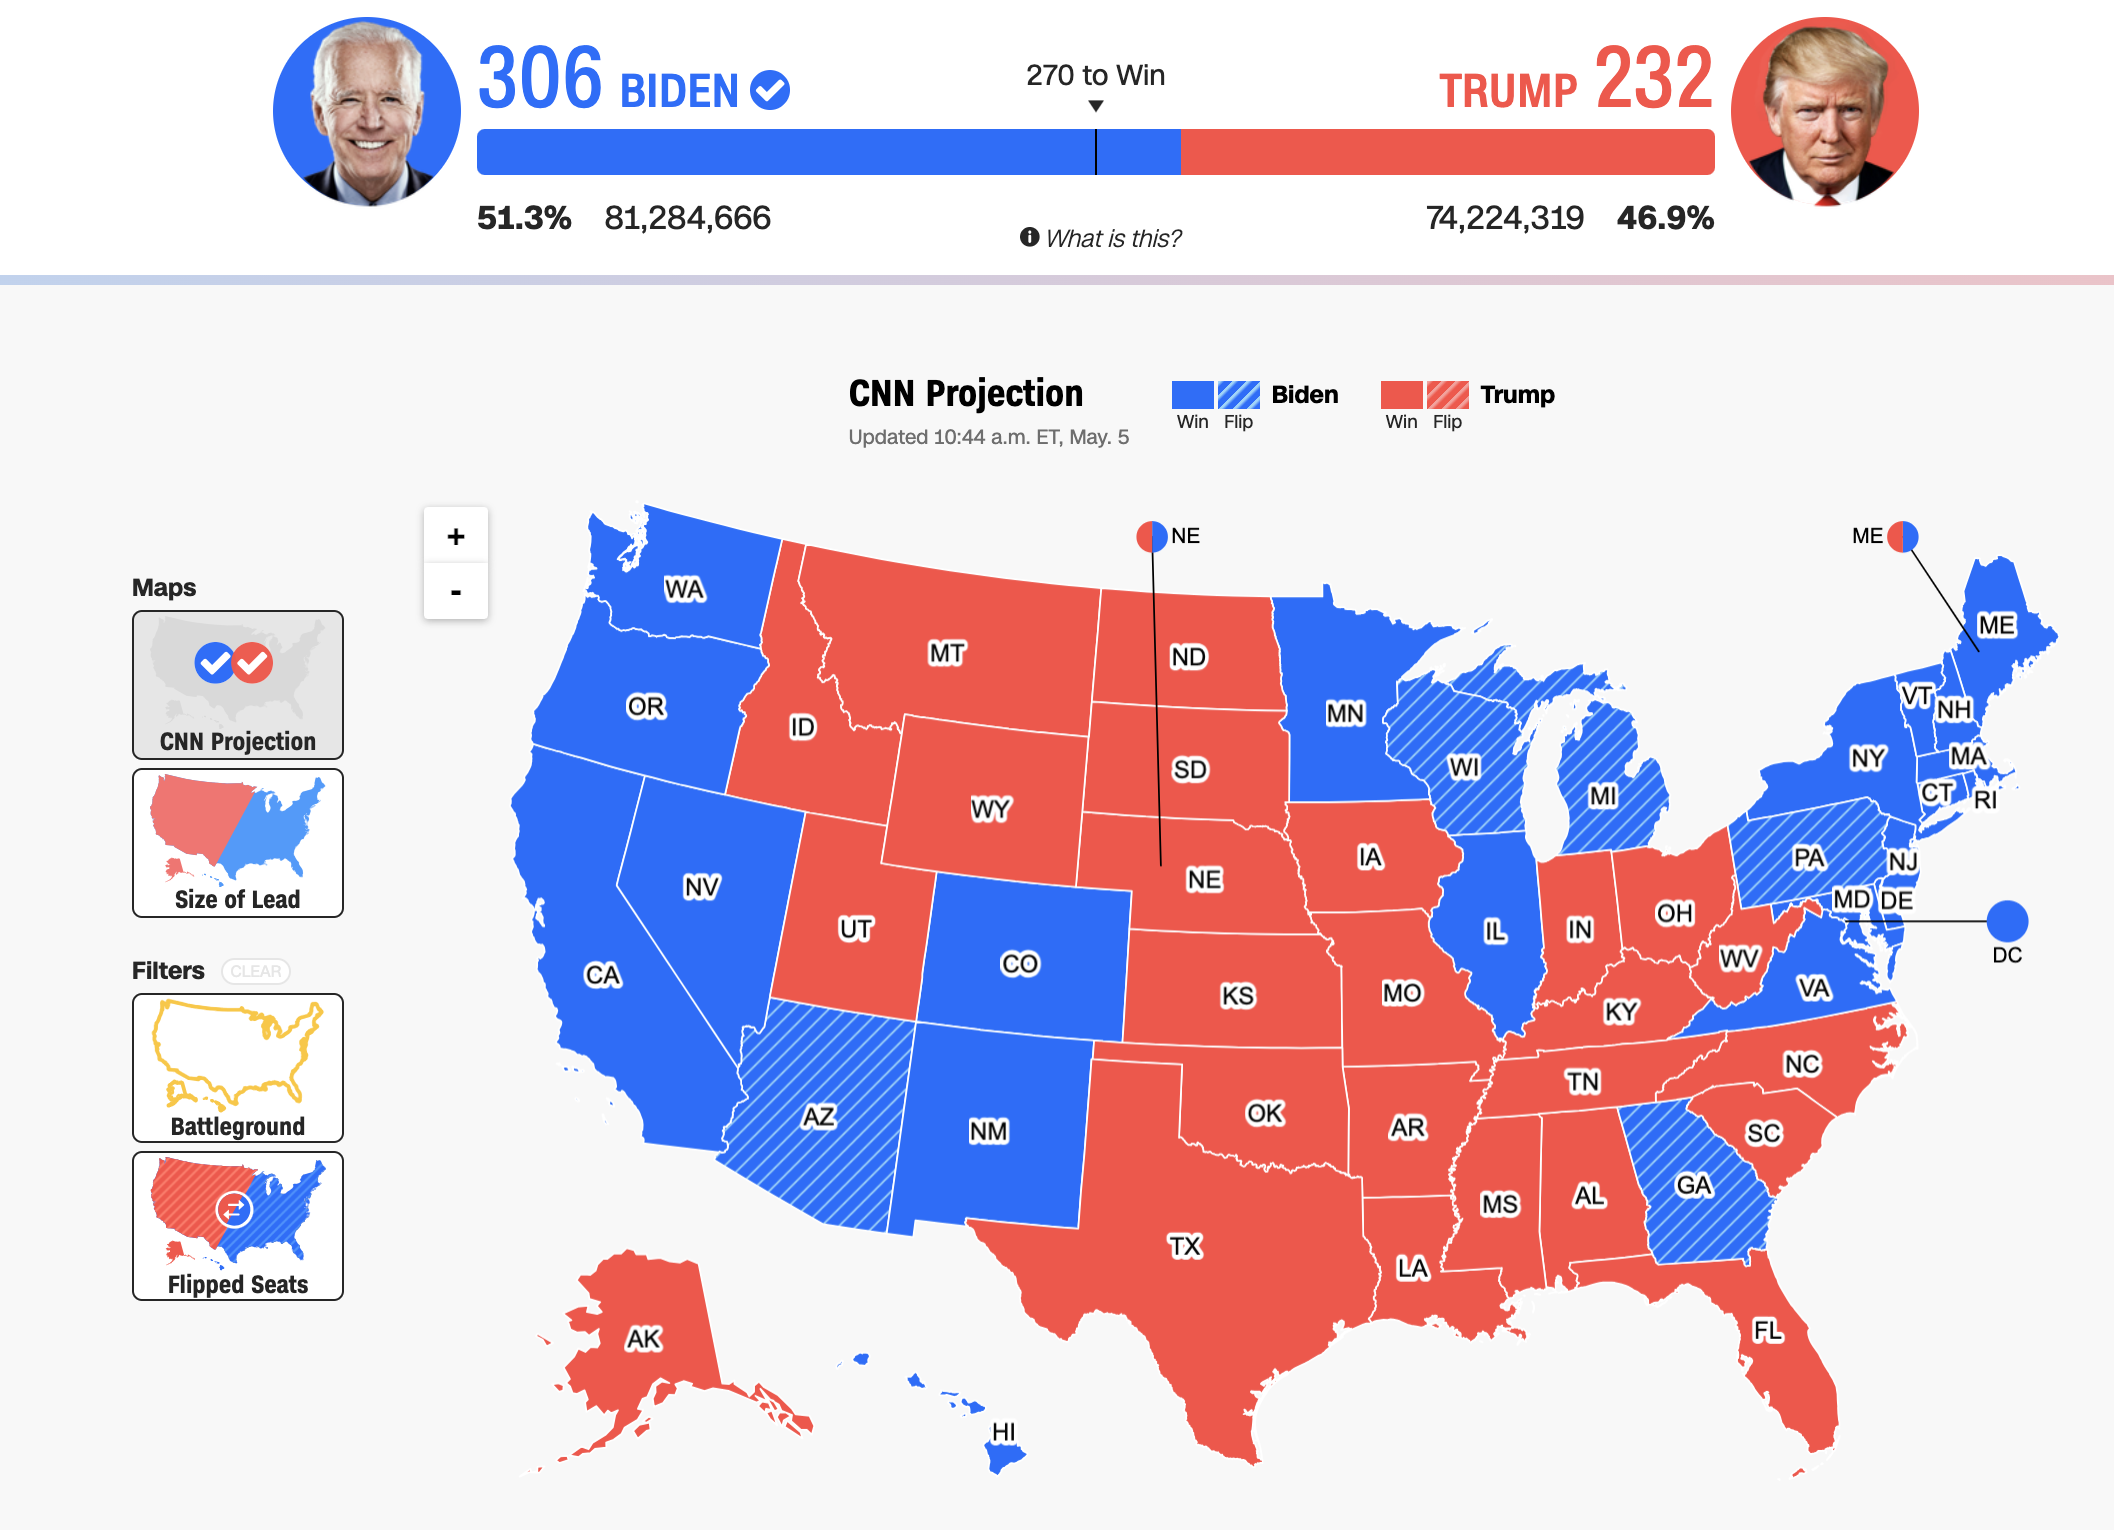 306 BIDEN
270 to Win
TRUMP 232
51.3% 81,284,666
What is this?
74,224,319 46.9%
CNN Projection
Updated 10:44 a.m. ET, May. 5
Win Flip Biden
Win Flip Trump
+
-
Maps
CNN Projection
Size of Lead
Filters CLEAR
Battleground
Flipped Seats
NE
ME
WA
ME
MT
ND
VT
NH
OR
ID
MN
SD
WI
NY
MA
MI
CT
RI
WY
NV
IA
PA
NJ
NE
MD
DE
UT
OH
IN
IL
DC
CO
WV
CA
KS
MO
VA
KY
NC
TN
AZ
OK
AR
NM
SC
GA
MS
AL
TX
LA
FL
AK
HI